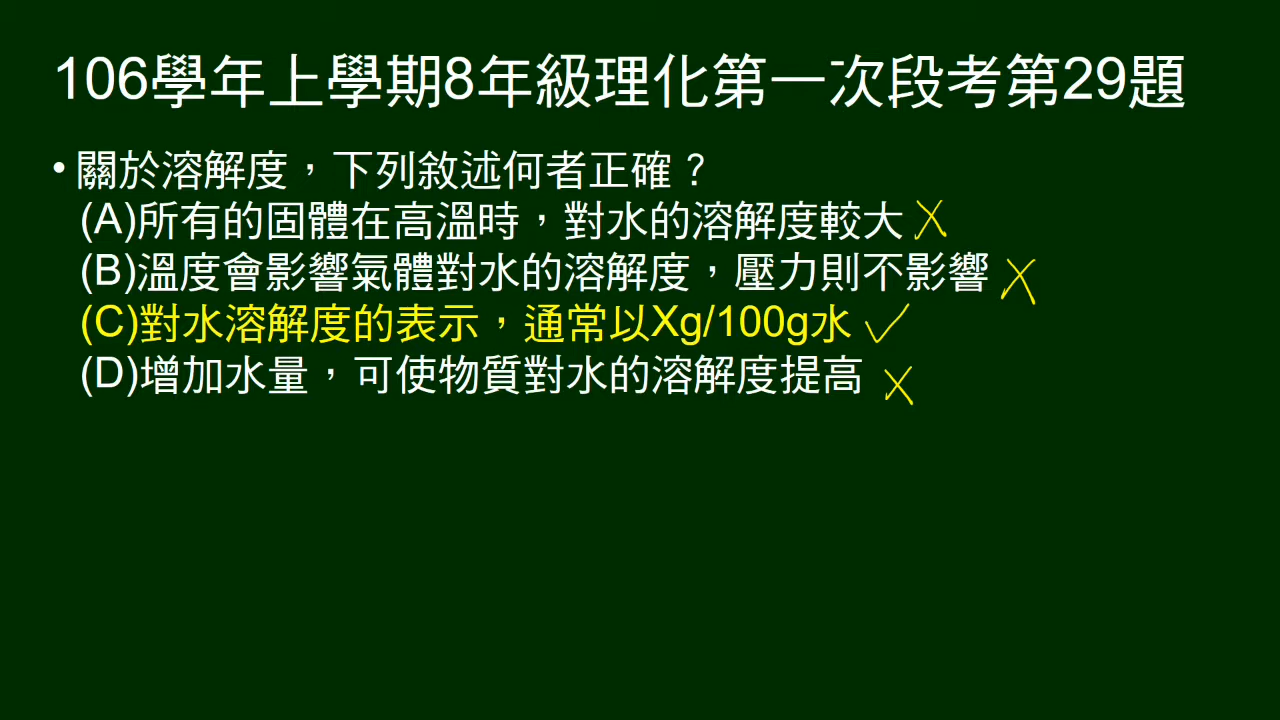 106學年上學期8年級理化第一次段考第29題
•關於溶解度，下列敘述何者正確？
(A)所有的固體在高溫時，對水的溶解度較大
(B)溫度會影響氣體對水的溶解度，壓力則不影響
(C)對水溶解度的表示，通常以Xg/100g水
(D)增加水量，可使物質對水的溶解度提高